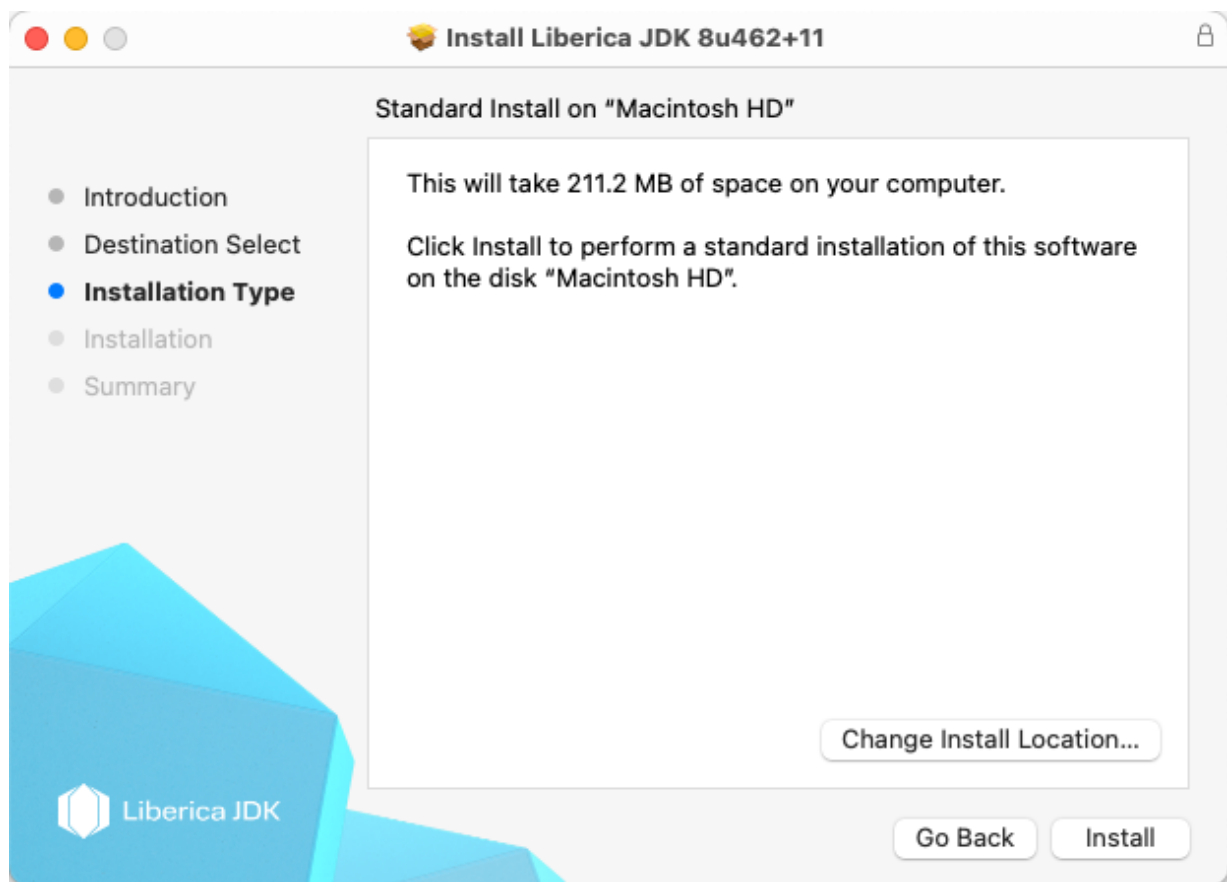 Install Liberica JDK 8u462+11
Standard Install on “Macintosh HD”
Introduction
Destination Select
Installation Type
Installation
Summary
This will take 211.2 MB of space on your computer.
Click Install to perform a standard installation of this software
on the disk “Macintosh HD”.
Change Install Location...
Liberica JDK
Go Back
Install